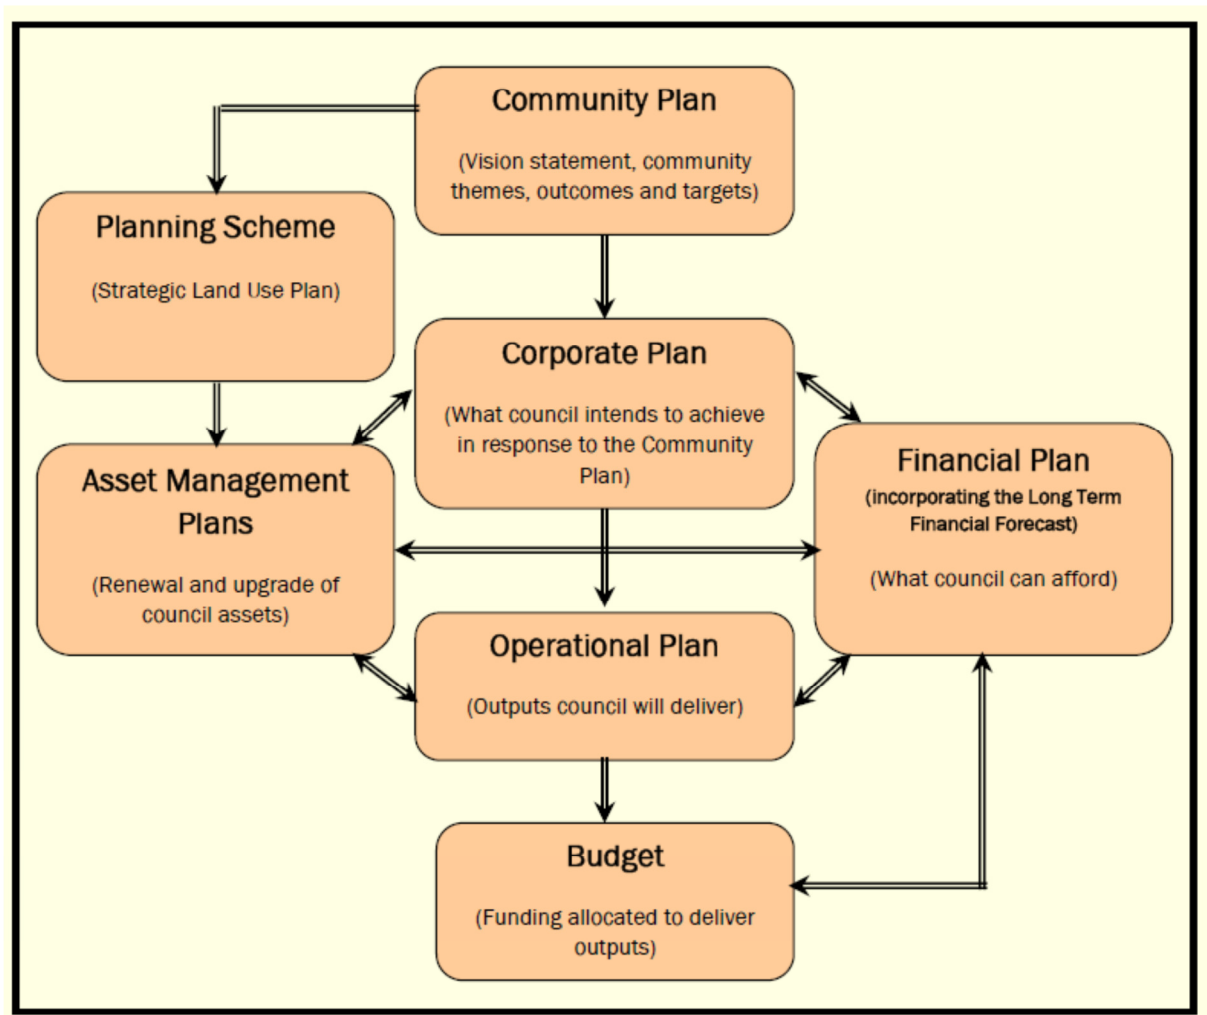 Community Plan
(Vision statement, community
themes, outcomes and targets)
Planning Scheme
(Strategic Land Use Plan)
Corporate Plan
(What council intends to achieve
in response to the Community
Plan)
Asset Management
Plans
(Renewal and upgrade of
council assets)
Financial Plan
(incorporating the Long Term
Financial Forecast)
(What council can afford)
Operational Plan
(Outputs council will deliver)
Budget
(Funding allocated to deliver
outputs)